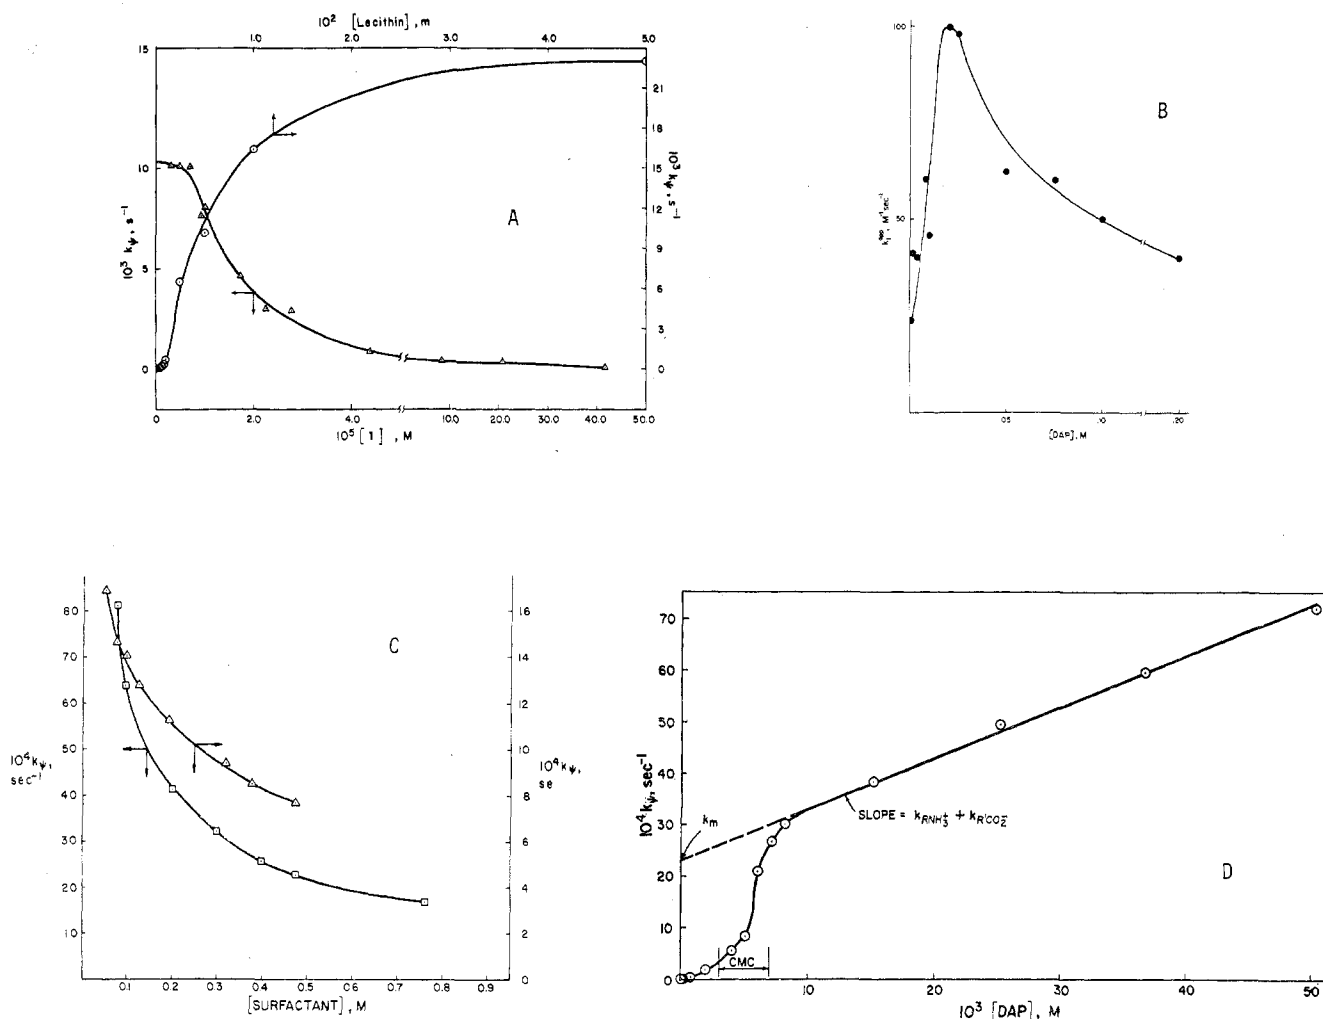 10² [Lecithin], m
1.0 2.0 3.0 4.0 5.0
15
10
5
0
10³ kψ, s⁻¹
21
18
15
12
9
6
3
0
10³ kψ, s⁻¹
A
0 2.0 4.0 10.0 20.0 30.0 40.0
10⁵ [1], M
100
50
M⁻¹sec⁻¹
B
.05 .10 .20
[DAP], M
80
70
60
50
40
30
20
10
10⁴ kψ,
sec⁻¹
C
16
14
12
10
8
6
4
2
0
10⁴ kψ,
se
0.1 0.2 0.3 0.4 0.5 0.6 0.7 0.8 0.9
[SURFACTANT], M
70
60
50
40
30
20
10
0
10⁴ kψ, sec⁻¹
km
SLOPE = kRNH₃⁺ + kR'CO₂⁻
D
CMC
0 10 20 30 40 50
10³ [DAP], M